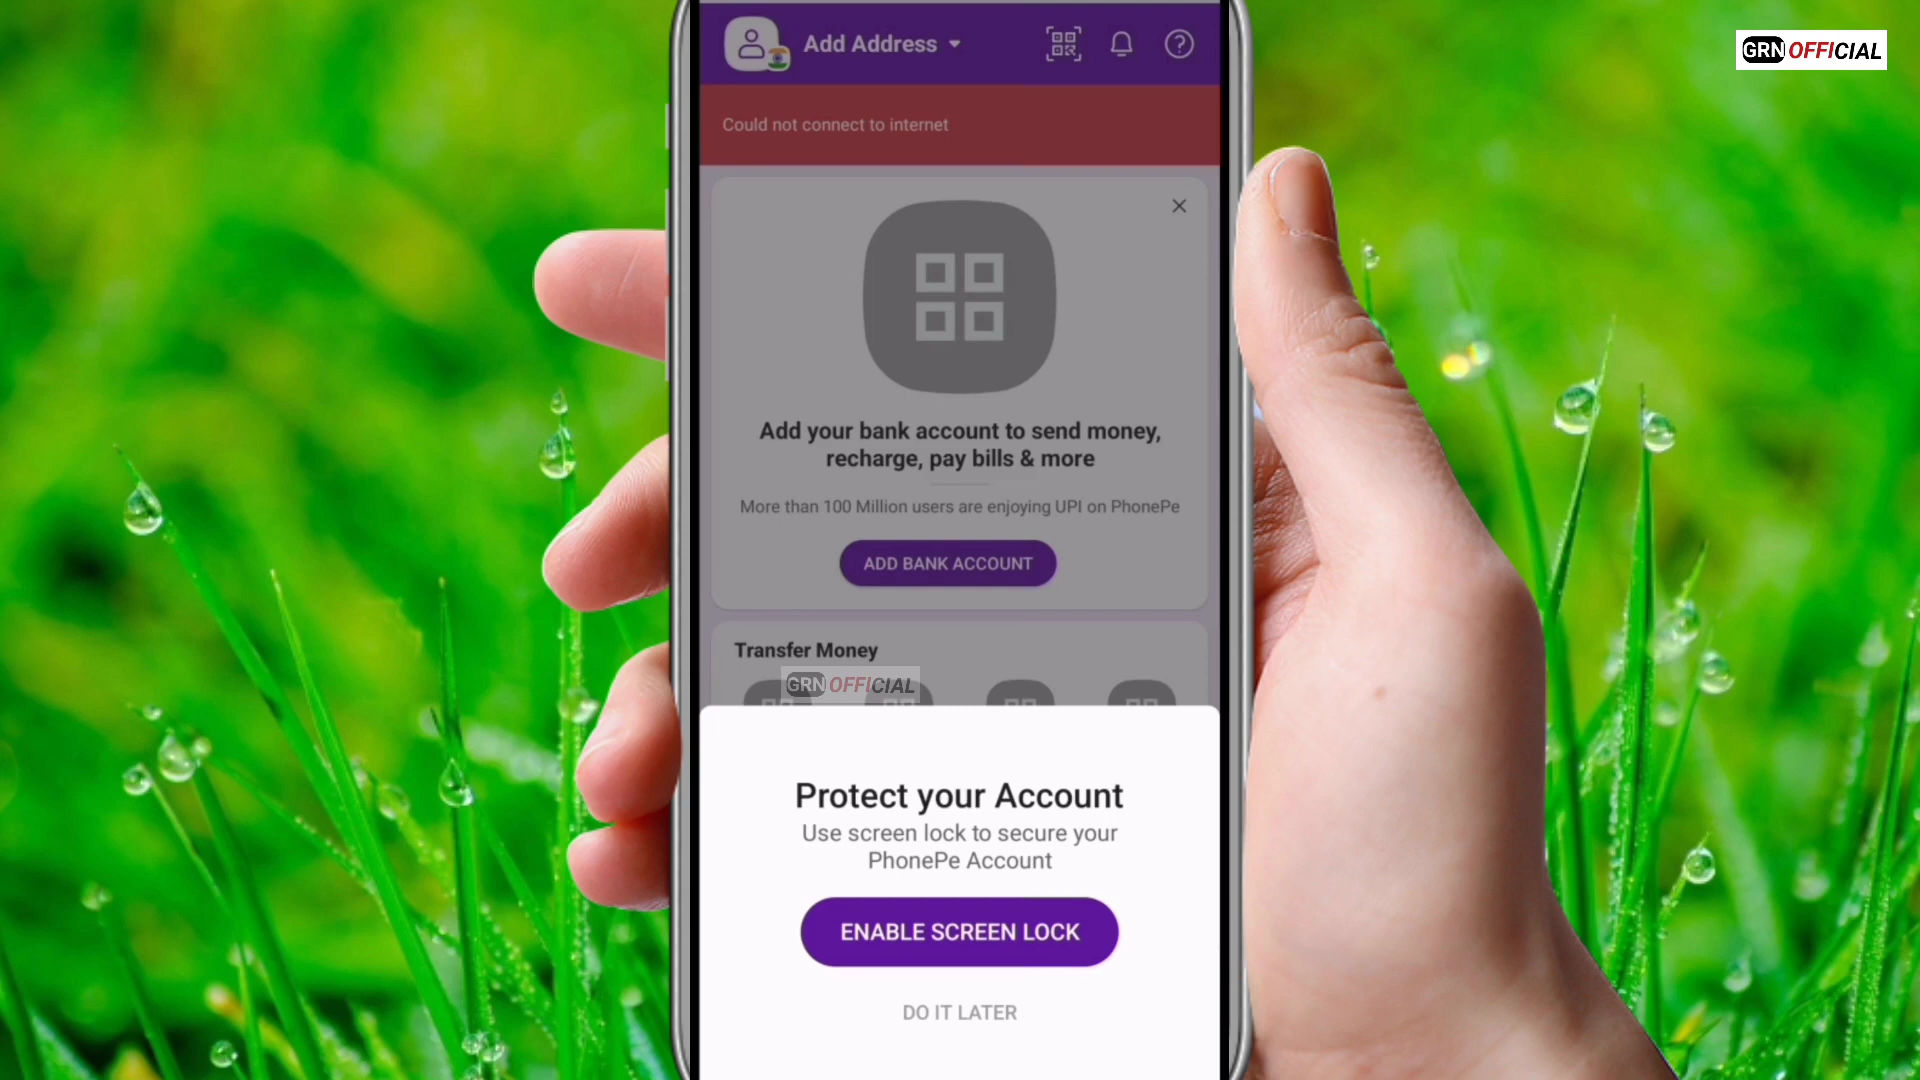 Add Address
GRN OFFICIAL
Could not connect to internet
Add your bank account to send money,
recharge, pay bills & more
More than 100 Million users are enjoying UPI on PhonePe
ADD BANK ACCOUNT
Transfer Money
GRN OFFICIAL
Protect your Account
Use screen lock to secure your
PhonePe Account
ENABLE SCREEN LOCK
DO IT LATER